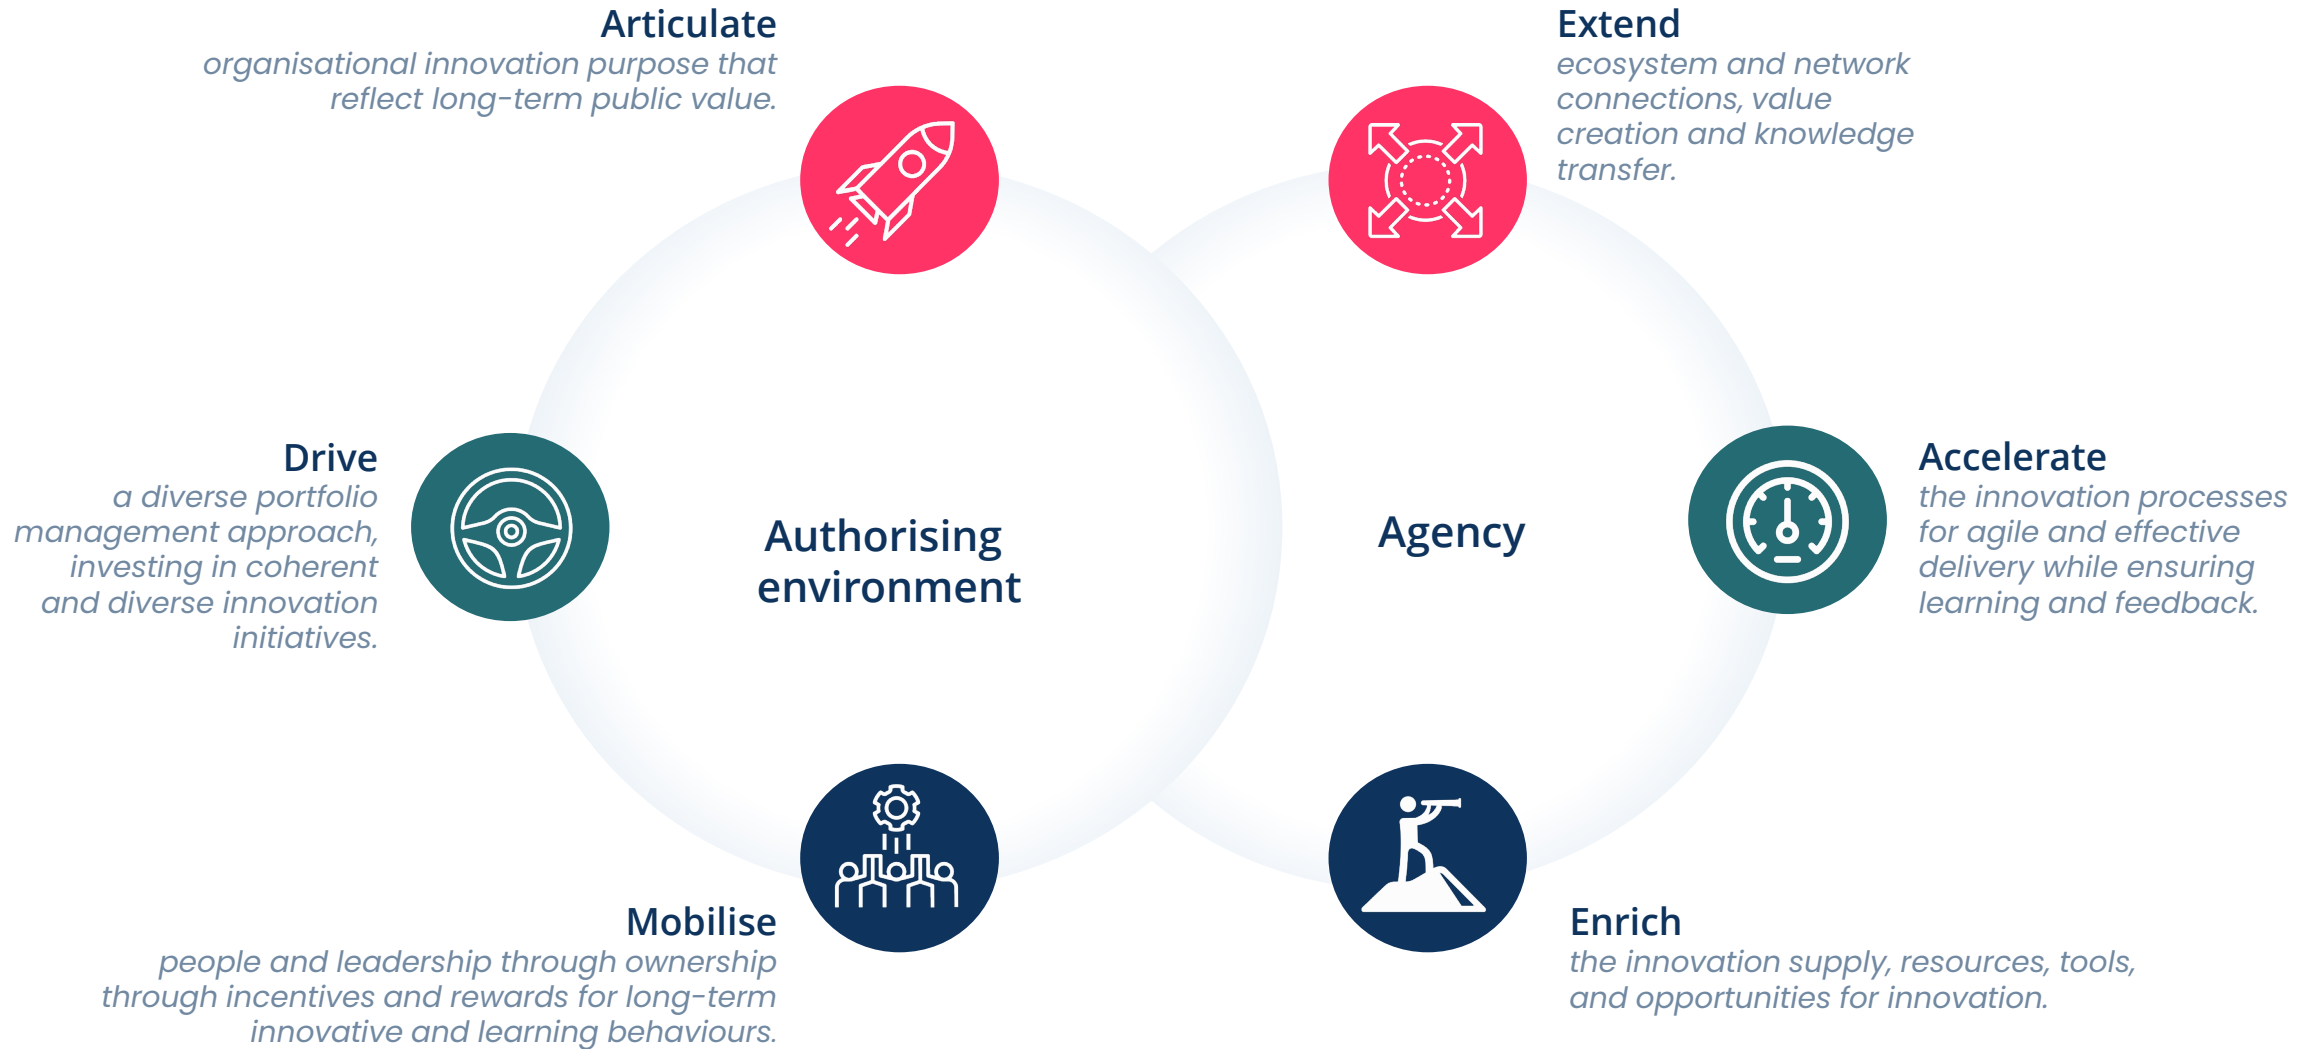 Articulate
organisational innovation purpose that
reflect long-term public value.
Extend
ecosystem and network
connections, value
creation and knowledge
transfer.
Drive
a diverse portfolio
management approach,
investing in coherent
and diverse innovation
initiatives.
Authorising
environment
Agency
Accelerate
the innovation processes
for agile and effective
delivery while ensuring
learning and feedback.
Mobilise
people and leadership through ownership
through incentives and rewards for long-term
innovative and learning behaviours.
Enrich
the innovation supply, resources, tools,
and opportunities for innovation.